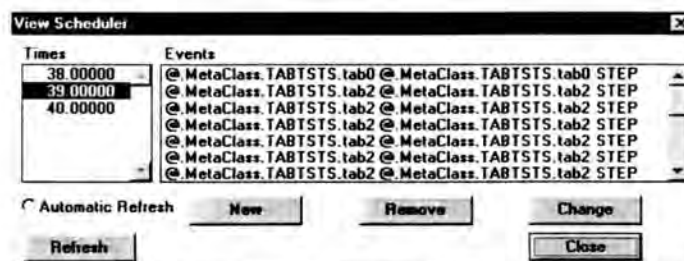 View Scheduler
Times
Events
38.00000
39.00000
40.00000
@.MetaClass.TABTSTS.tab0 @.MetaClass.TABTSTS.tab0 STEP
@.MetaClass.TABTSTS.tab2 @.MetaClass.TABTSTS.tab2 STEP
@.MetaClass.TABTSTS.tab2 @.MetaClass.TABTSTS.tab2 STEP
@.MetaClass.TABTSTS.tab2 @.MetaClass.TABTSTS.tab2 STEP
@.MetaClass.TABTSTS.tab2 @.MetaClass.TABTSTS.tab2 STEP
@.MetaClass.TABTSTS.tab2 @.MetaClass.TABTSTS.tab2 STEP
@.MetaClass.TABTSTS.tab2 @.MetaClass.TABTSTS.tab2 STEP
Automatic Refresh
New
Remove
Change
Refresh
Close